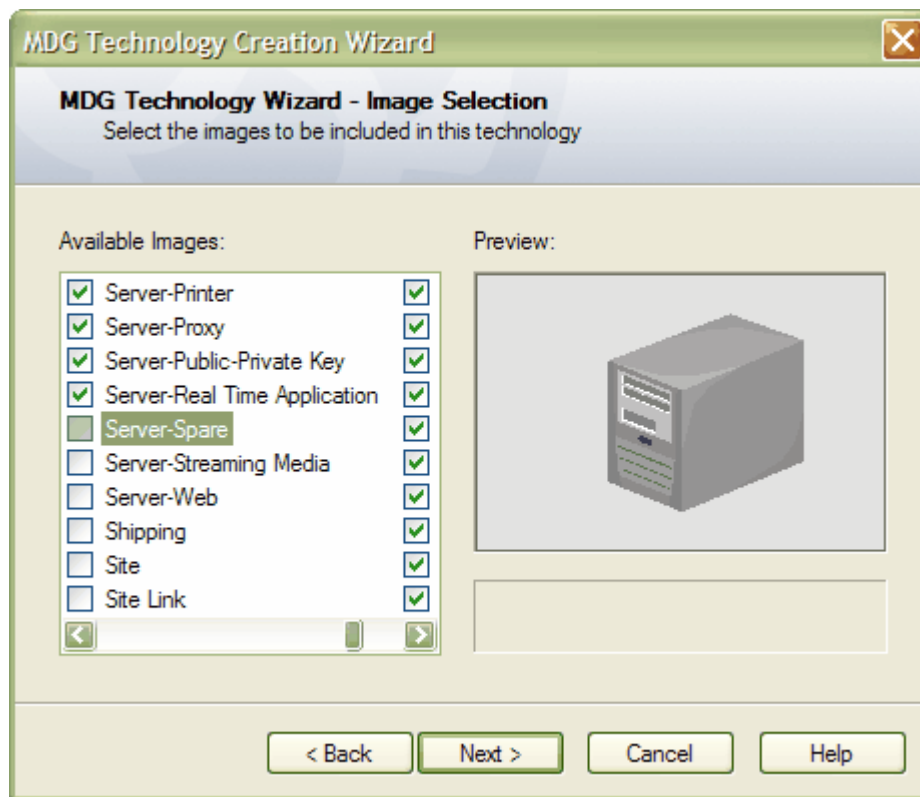 MDG Technology Creation Wizard
MDG Technology Wizard - Image Selection
Select the images to be included in this technology
Available Images:
Preview:
Server-Printer
Server-Proxy
Server-Public-Private Key
Server-Real Time Application
Server-Spare
Server-Streaming Media
Server-Web
Shipping
Site
Site Link
< Back
Next >
Cancel
Help